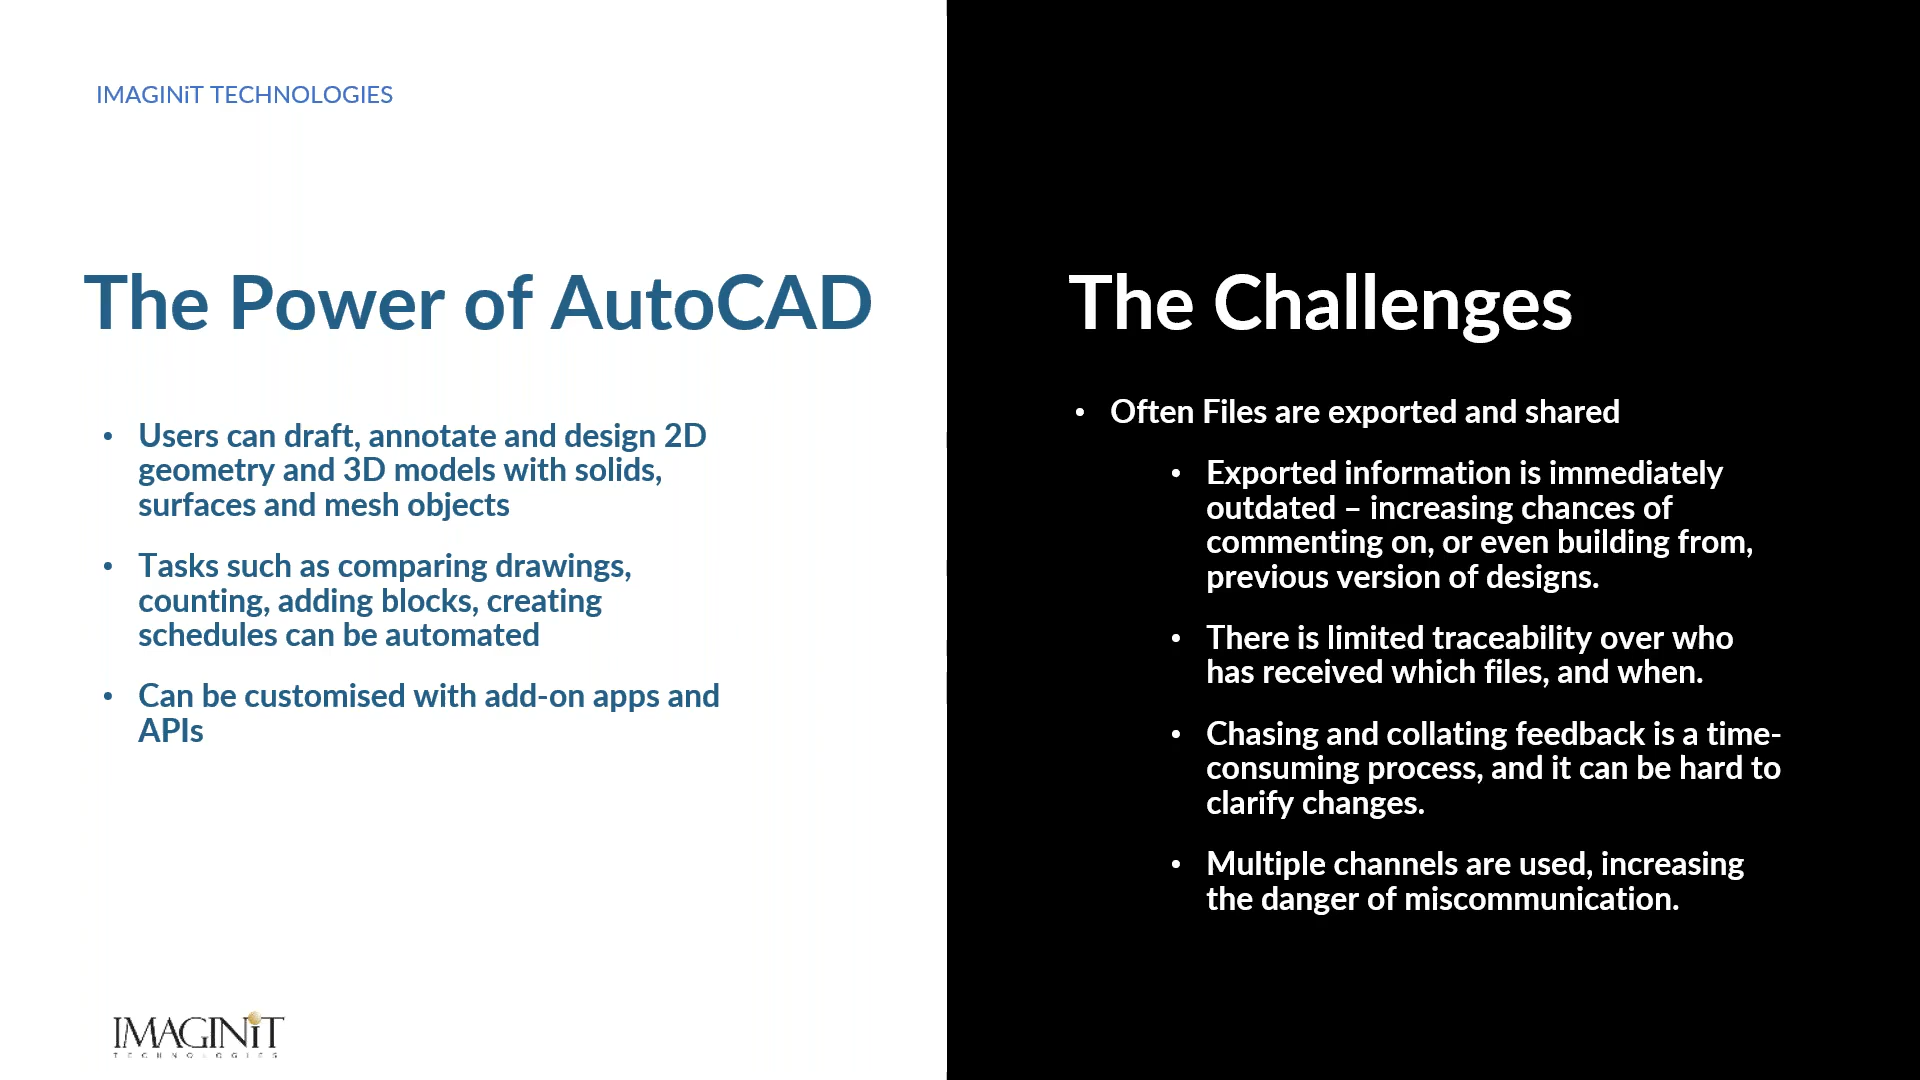 IMAGINiT TECHNOLOGIES
The Power of AutoCAD
• Users can draft, annotate and design 2D
geometry and 3D models with solids,
surfaces and mesh objects
• Tasks such as comparing drawings,
counting, adding blocks, creating
schedules can be automated
• Can be customised with add-on apps and
APIs
IMAGINiT
TECHNOLOGIES
The Challenges
• Often Files are exported and shared
• Exported information is immediately
outdated – increasing chances of
commenting on, or even building from,
previous version of designs.
• There is limited traceability over who
has received which files, and when.
• Chasing and collating feedback is a time-
consuming process, and it can be hard to
clarify changes.
• Multiple channels are used, increasing
the danger of miscommunication.